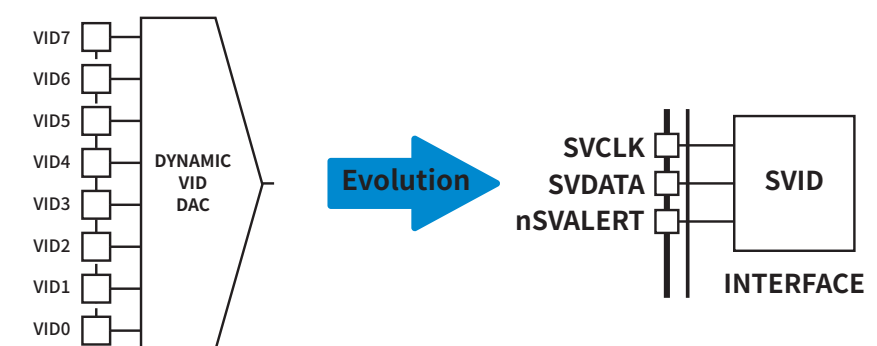 VID7
VID6
VID5
VID4
VID3
VID2
VID1
VID0
DYNAMIC
VID
DAC
Evolution
SVCLK
SVDATA
nSVALERT
SVID
INTERFACE